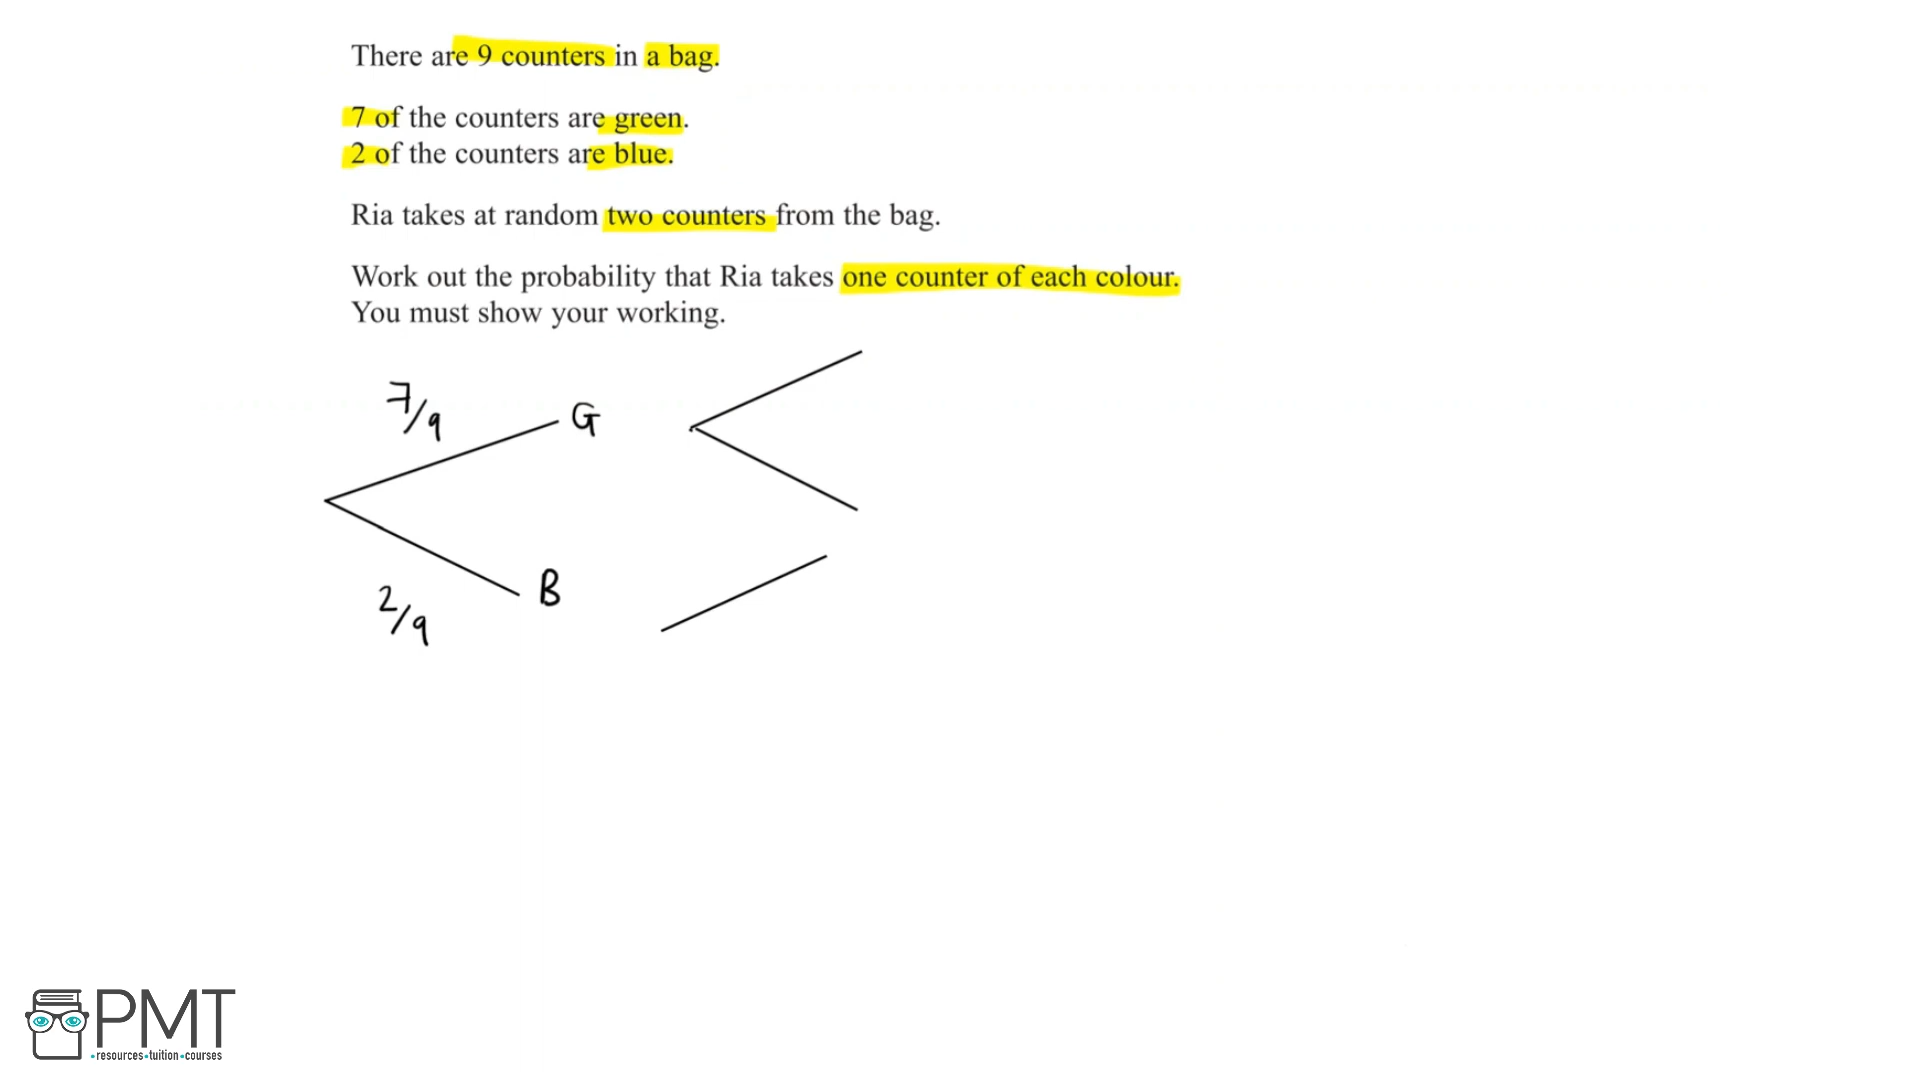 There are 9 counters in a bag.
7 of the counters are green.
2 of the counters are blue.
Ria takes at random two counters from the bag.
Work out the probability that Ria takes one counter of each colour.
You must show your working.
7/9
G
B
2/9
PMT
•resources•tuition•courses